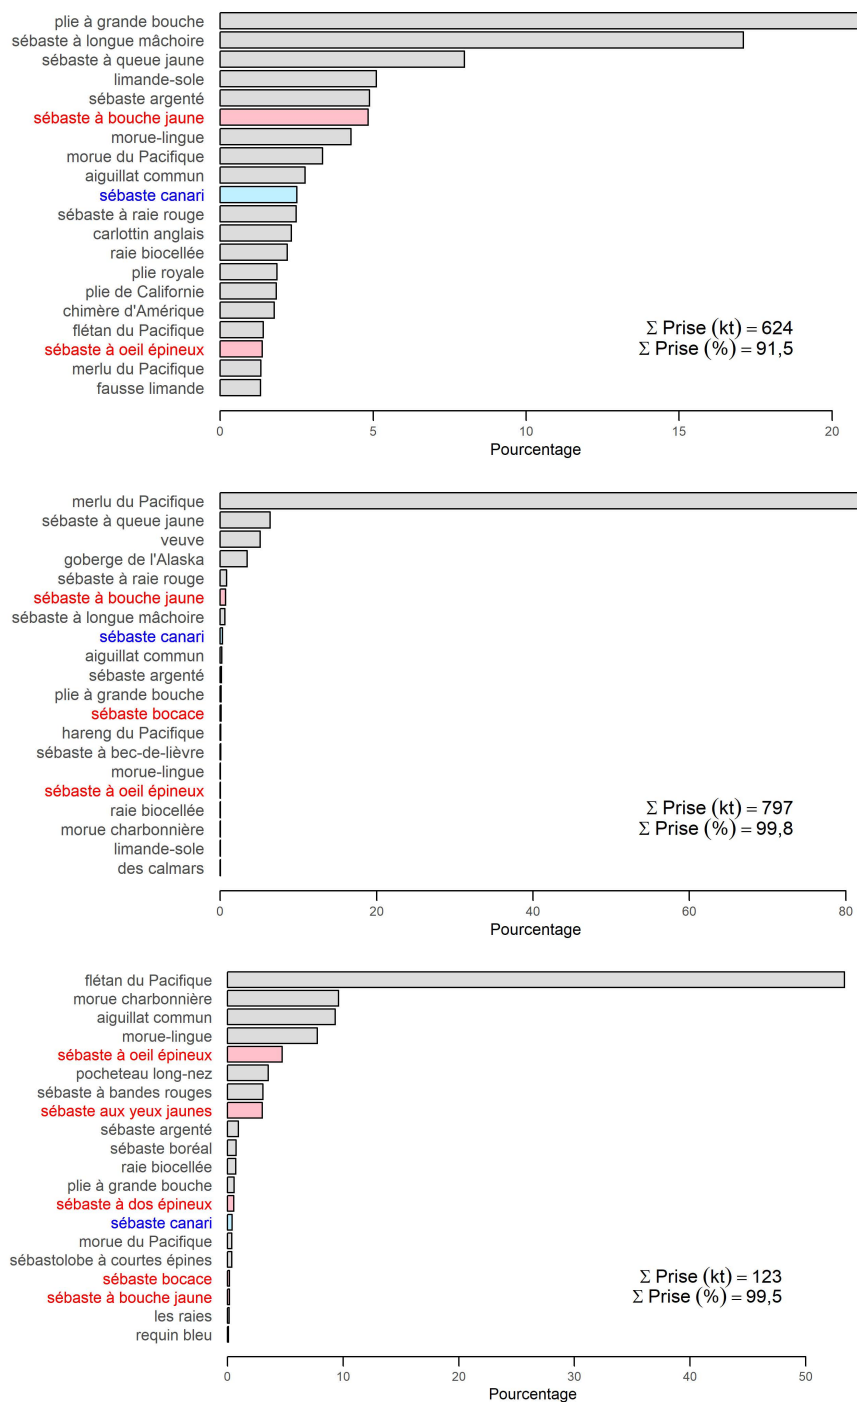 plie à grande bouche
sébaste à longue mâchoire
sébaste à queue jaune
limande-sole
sébaste argenté
sébaste à bouche jaune
morue-lingue
morue du Pacifique
aiguillat commun
sébaste canari
sébaste à raie rouge
carlottin anglais
raie biocellée
plie royale
plie de Californie
chimère d'Amérique
flétan du Pacifique
sébaste à oeil épineux
merlu du Pacifique
fausse limande
Σ Prise (kt) = 624
Σ Prise (%) = 91,5
0 5 10 15 20
Pourcentage
merlu du Pacifique
sébaste à queue jaune
veuve
goberge de l'Alaska
sébaste à raie rouge
sébaste à bouche jaune
sébaste à longue mâchoire
sébaste canari
aiguillat commun
sébaste argenté
plie à grande bouche
sébaste bocace
hareng du Pacifique
sébaste à bec-de-lièvre
morue-lingue
sébaste à oeil épineux
raie biocellée
morue charbonnière
limande-sole
des calmars
Σ Prise (kt) = 797
Σ Prise (%) = 99,8
0 20 40 60 80
Pourcentage
flétan du Pacifique
morue charbonnière
aiguillat commun
morue-lingue
sébaste à oeil épineux
pocheteau long-nez
sébaste à bandes rouges
sébaste aux yeux jaunes
sébaste argenté
sébaste boréal
raie biocellée
plie à grande bouche
sébaste à dos épineux
sébaste canari
morue du Pacifique
sébastolobe à courtes épines
sébaste bocace
sébaste à bouche jaune
les raies
requin bleu
Σ Prise (kt) = 123
Σ Prise (%) = 99,5
0 10 20 30 40 50
Pourcentage